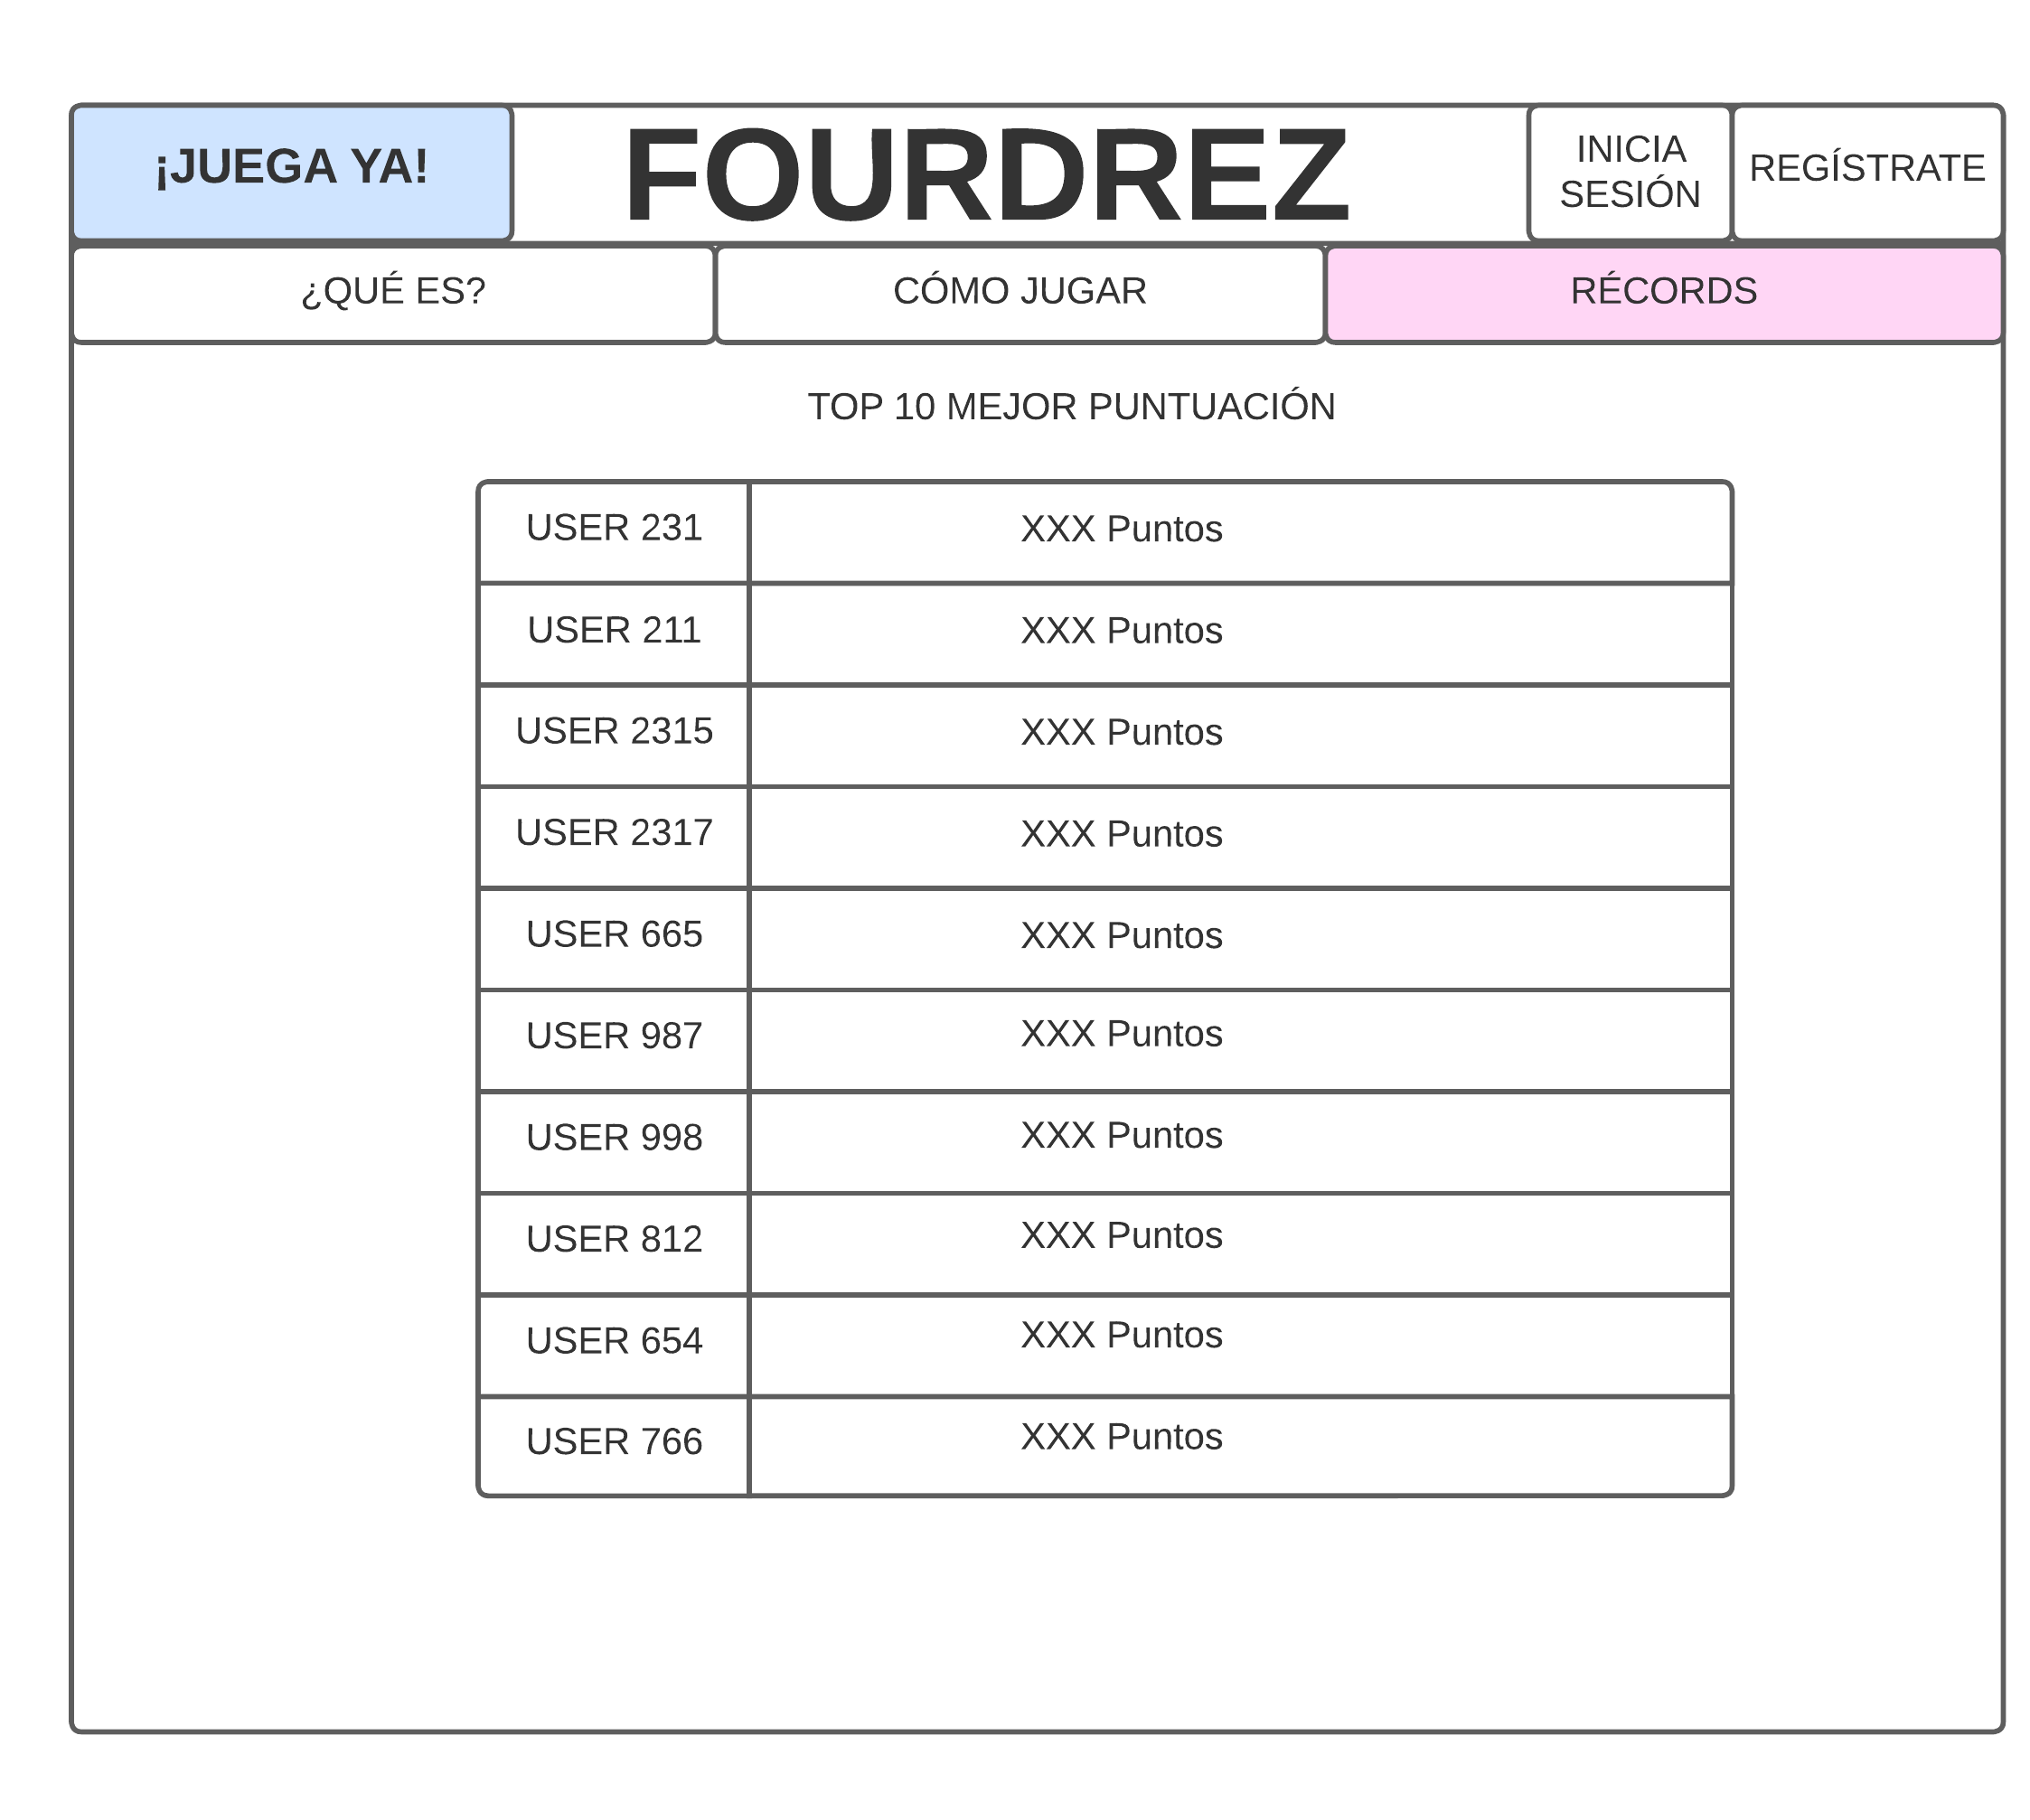 ¡JUEGA YA!
FOURDREZ
INICIA
SESIÓN
REGÍSTRATE
¿QUÉ ES?
CÓMO JUGAR
RÉCORDS
TOP 10 MEJOR PUNTUACIÓN
USER 231 XXX Puntos
USER 211 XXX Puntos
USER 2315 XXX Puntos
USER 2317 XXX Puntos
USER 665 XXX Puntos
USER 987 XXX Puntos
USER 998 XXX Puntos
USER 812 XXX Puntos
USER 654 XXX Puntos
USER 766 XXX Puntos